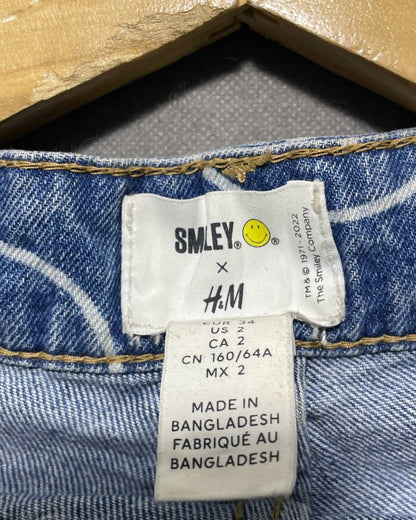 SMLEY®
x
H&M
TM & © 1971-2022
The Smiley Company
EUR 34
US 2
CA 2
CN 160/64A
MX 2
MADE IN
BANGLADESH
FABRIQUÉ AU
BANGLADESH